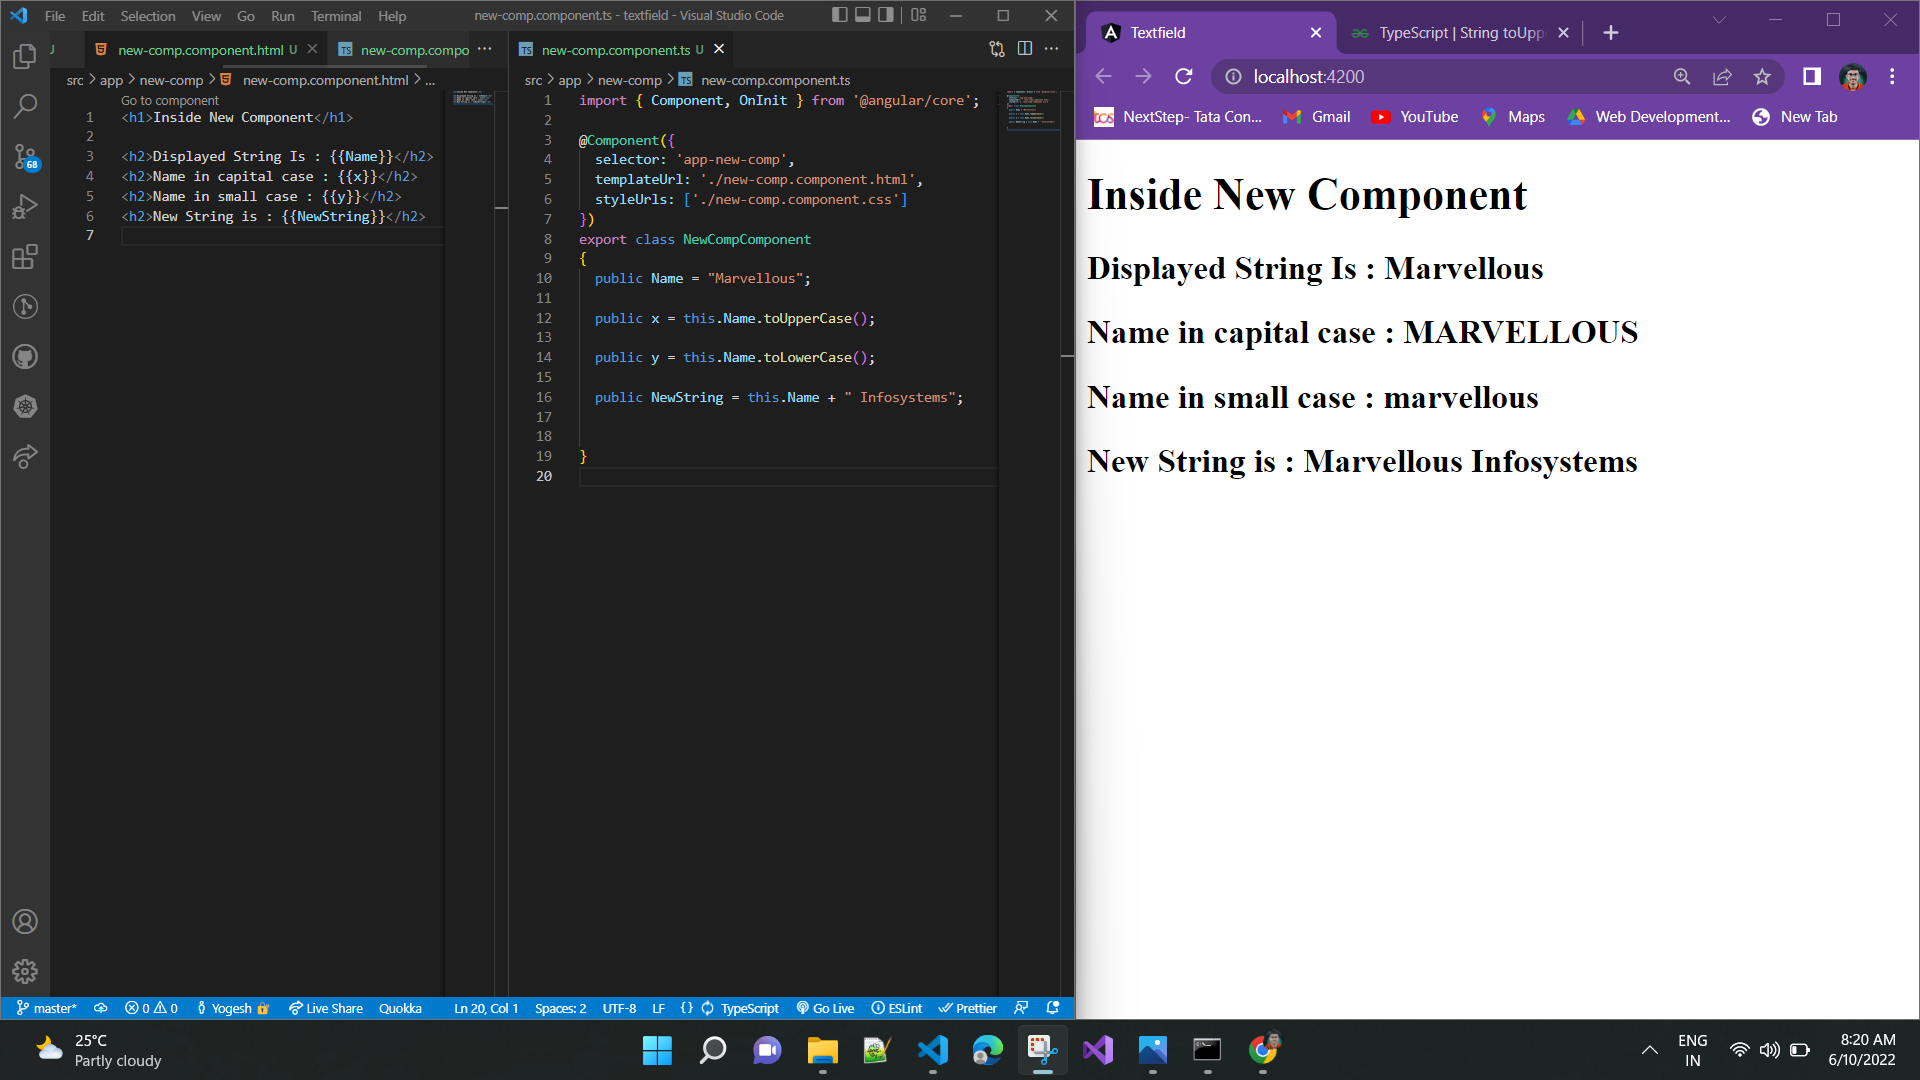 File Edit Selection View Go Run Terminal Help
new-comp.component.ts - textfield - Visual Studio Code
new-comp.component.html U
new-comp.compo
src > app > new-comp > new-comp.component.html > ...
Go to component
1 <h1>Inside New Component</h1>
2
3 <h2>Displayed String Is : {{Name}}</h2>
4 <h2>Name in capital case : {{x}}</h2>
5 <h2>Name in small case : {{y}}</h2>
6 <h2>New String is : {{NewString}}</h2>
7
68
new-comp.component.ts U
src > app > new-comp > new-comp.component.ts
1 import { Component, OnInit } from '@angular/core';
2
3 @Component({
4 selector: 'app-new-comp',
5 templateUrl: './new-comp.component.html',
6 styleUrls: ['./new-comp.component.css']
7 })
8 export class NewCompComponent
9 {
10 public Name = "Marvellous";
11
12 public x = this.Name.toUpperCase();
13
14 public y = this.Name.toLowerCase();
15
16 public NewString = this.Name + " Infosystems";
17
18
19 }
20
master* 0 0 Yogesh Live Share Quokka Ln 20, Col 1 Spaces: 2 UTF-8 LF {} TypeScript Go Live ESLint Prettier
Textfield
TypeScript | String toUpp
localhost:4200
NextStep- Tata Con... Gmail YouTube Maps Web Development... New Tab
Inside New Component
Displayed String Is : Marvellous
Name in capital case : MARVELLOUS
Name in small case : marvellous
New String is : Marvellous Infosystems
25°C
Partly cloudy
ENG
IN
8:20 AM
6/10/2022